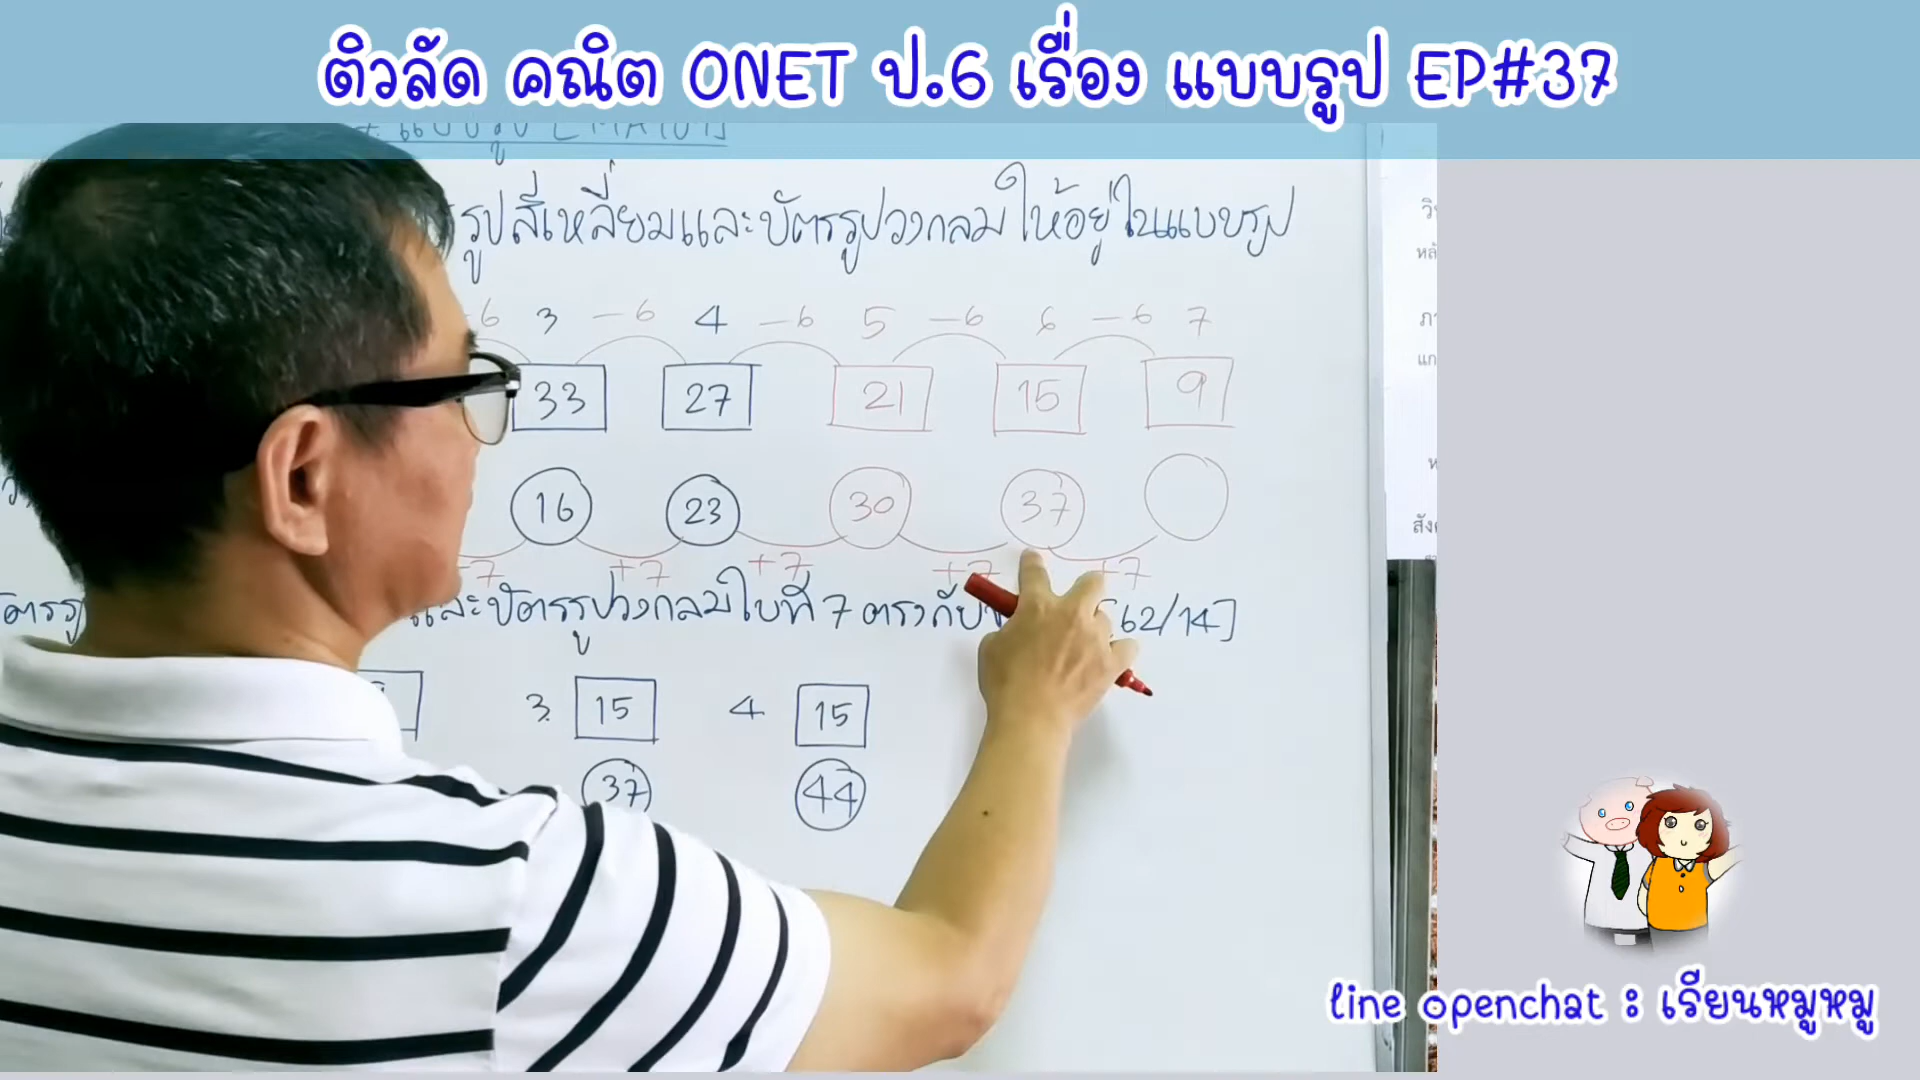 ติวลัด คณิต ONET ป.6 เรื่อง แบบรูป EP#37
รูปสี่เหลี่ยมและบัตรรูปวงกลมให้อยู่ในแบบรูป
-6 3 -6 4 -6 5 -6 6 -6 7
33 27 21 15 9
16 23 30 37
+7 +7 +7 +7 +7
และบัตรรูปวงกลมใบที่ 7 ตรงกับ [62/14]
3. 15 4. 15
37 44
line openchat : เรียนหมูหมู